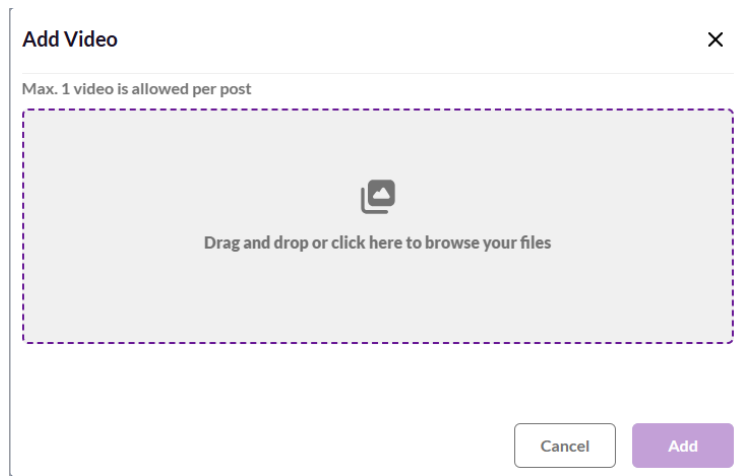 Add Video
Max. 1 video is allowed per post
Drag and drop or click here to browse your files
Cancel
Add